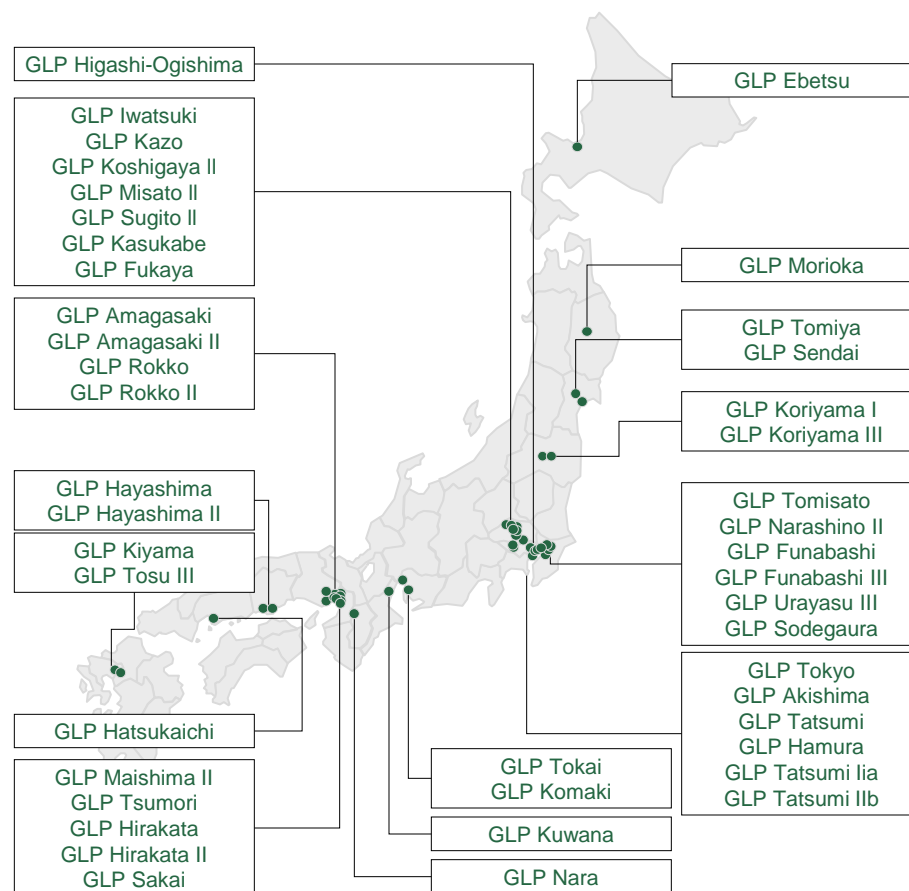 GLP Higashi-Ogishima
GLP Iwatsuki
GLP Kazo
GLP Koshigaya ll
GLP Misato ll
GLP Sugito ll
GLP Kasukabe
GLP Fukaya
GLP Amagasaki
GLP Amagasaki II
GLP Rokko
GLP Rokko II
GLP Hayashima
GLP Hayashima II
GLP Kiyama
GLP Tosu III
GLP Hatsukaichi
GLP Maishima II
GLP Tsumori
GLP Hirakata
GLP Hirakata II
GLP Sakai
GLP Ebetsu
GLP Morioka
GLP Tomiya
GLP Sendai
GLP Koriyama I
GLP Koriyama III
GLP Tomisato
GLP Narashino II
GLP Funabashi
GLP Funabashi III
GLP Urayasu III
GLP Sodegaura
GLP Tokyo
GLP Akishima
GLP Tatsumi
GLP Hamura
GLP Tatsumi Iia
GLP Tatsumi IIb
GLP Tokai
GLP Komaki
GLP Kuwana
GLP Nara